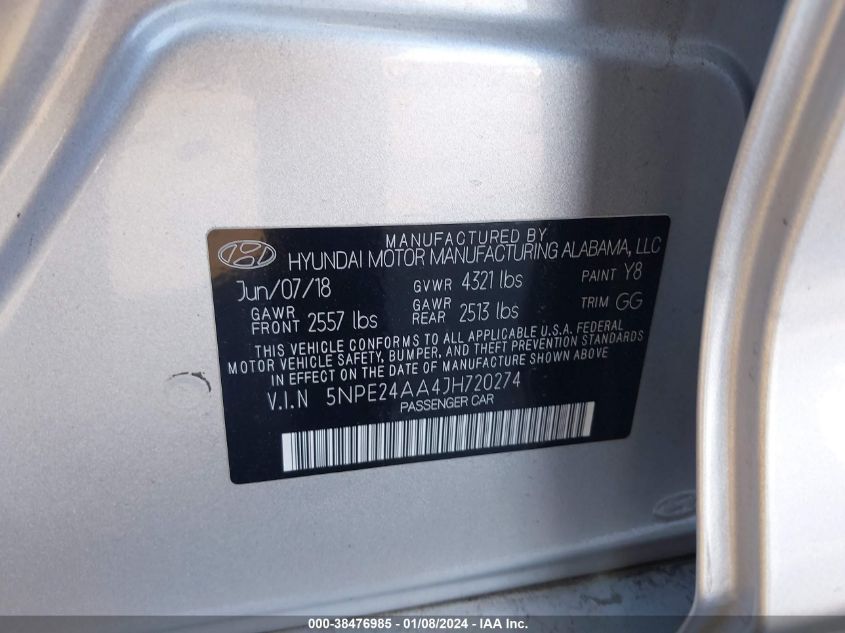 MANUFACTURED BY
HYUNDAI MOTOR MANUFACTURING ALABAMA, LLC
Jun/07/18 GVWR 4321 lbs PAINT Y8
GAWR FRONT 2557 lbs GAWR REAR 2513 lbs TRIM GG
THIS VEHICLE CONFORMS TO ALL APPLICABLE U.S.A. FEDERAL
MOTOR VEHICLE SAFETY, BUMPER, AND THEFT PREVENTION STANDARDS
IN EFFECT ON THE DATE OF MANUFACTURE SHOWN ABOVE
V.I.N 5NPE24AA4JH720274
PASSENGER CAR
000-38476985 - 01/08/2024 - IAA Inc.